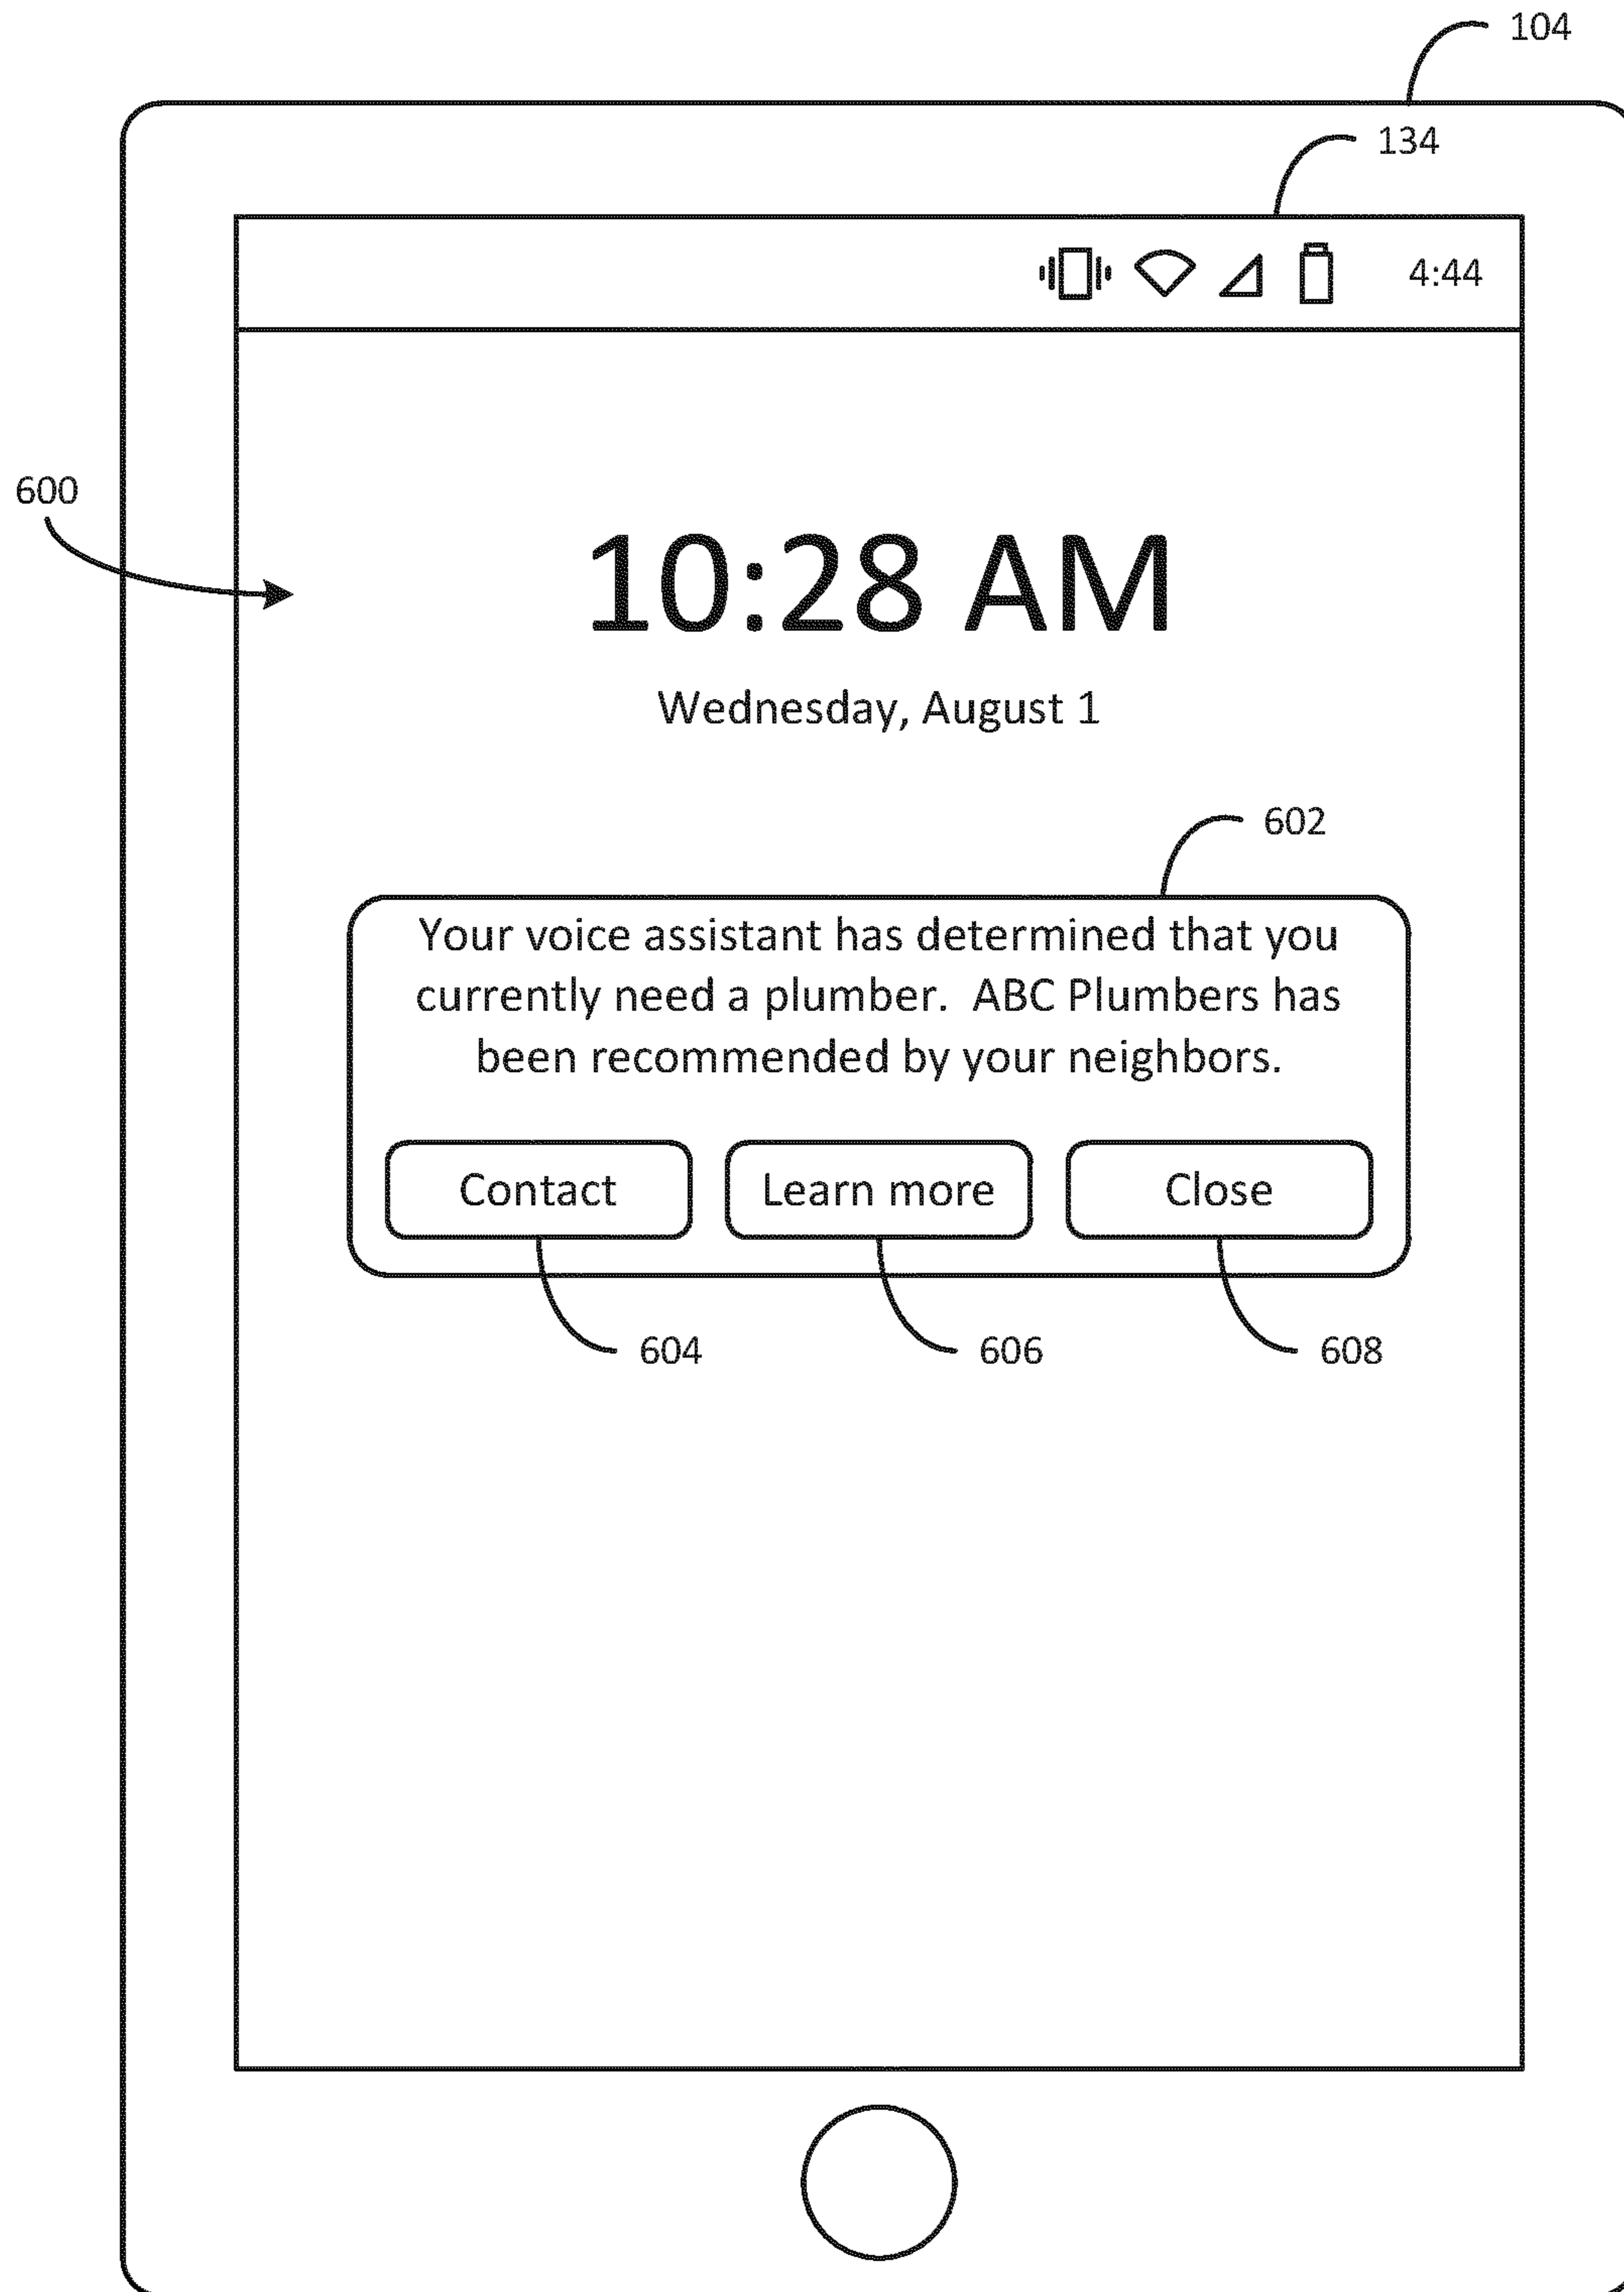 104
134
4:44
600
10:28 AM
Wednesday, August 1
602
Your voice assistant has determined that you
currently need a plumber.  ABC Plumbers has
been recommended by your neighbors.
Contact Learn more Close
604 606 608